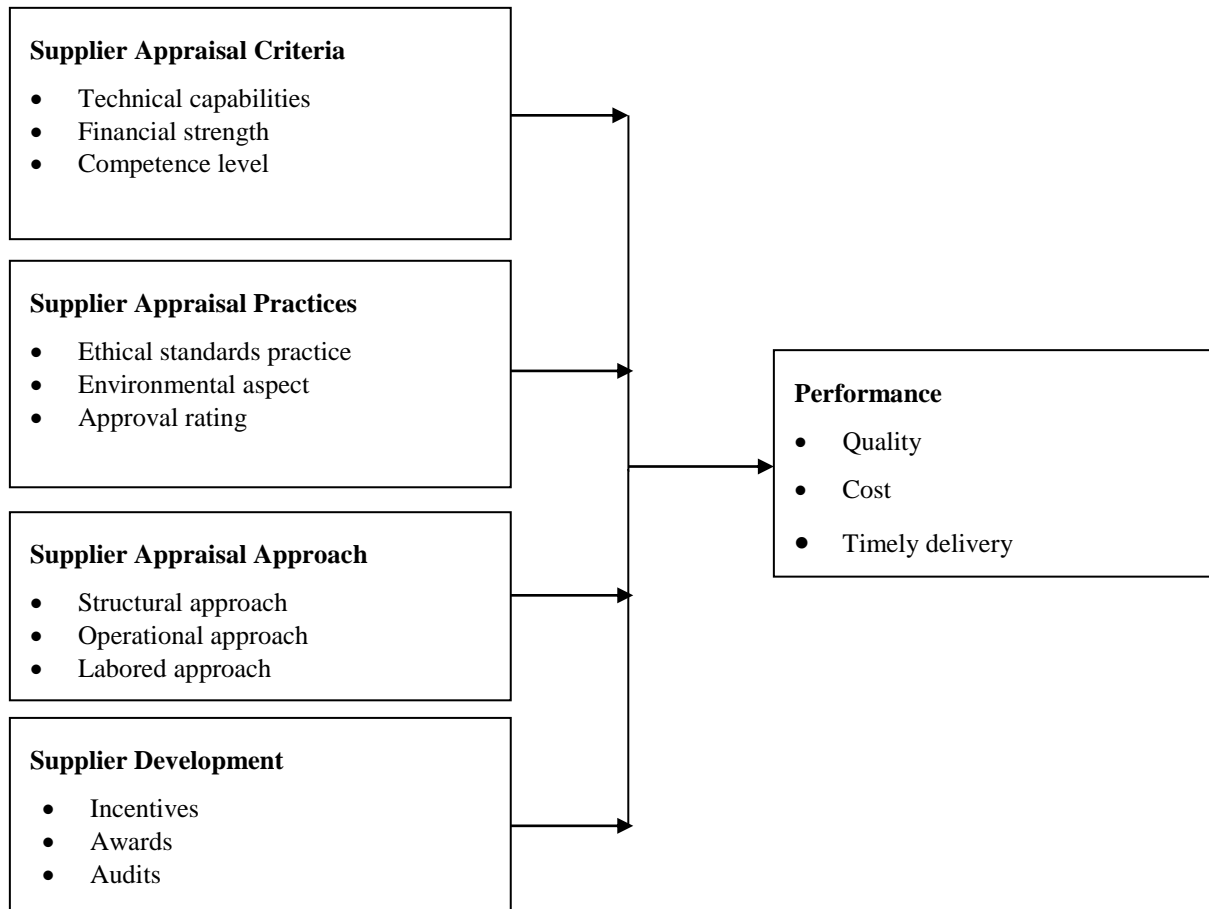 Supplier Appraisal Criteria
• Technical capabilities
• Financial strength
• Competence level
Supplier Appraisal Practices
• Ethical standards practice
• Environmental aspect
• Approval rating
Supplier Appraisal Approach
• Structural approach
• Operational approach
• Labored approach
Supplier Development
• Incentives
• Awards
• Audits
Performance
• Quality
• Cost
• Timely delivery